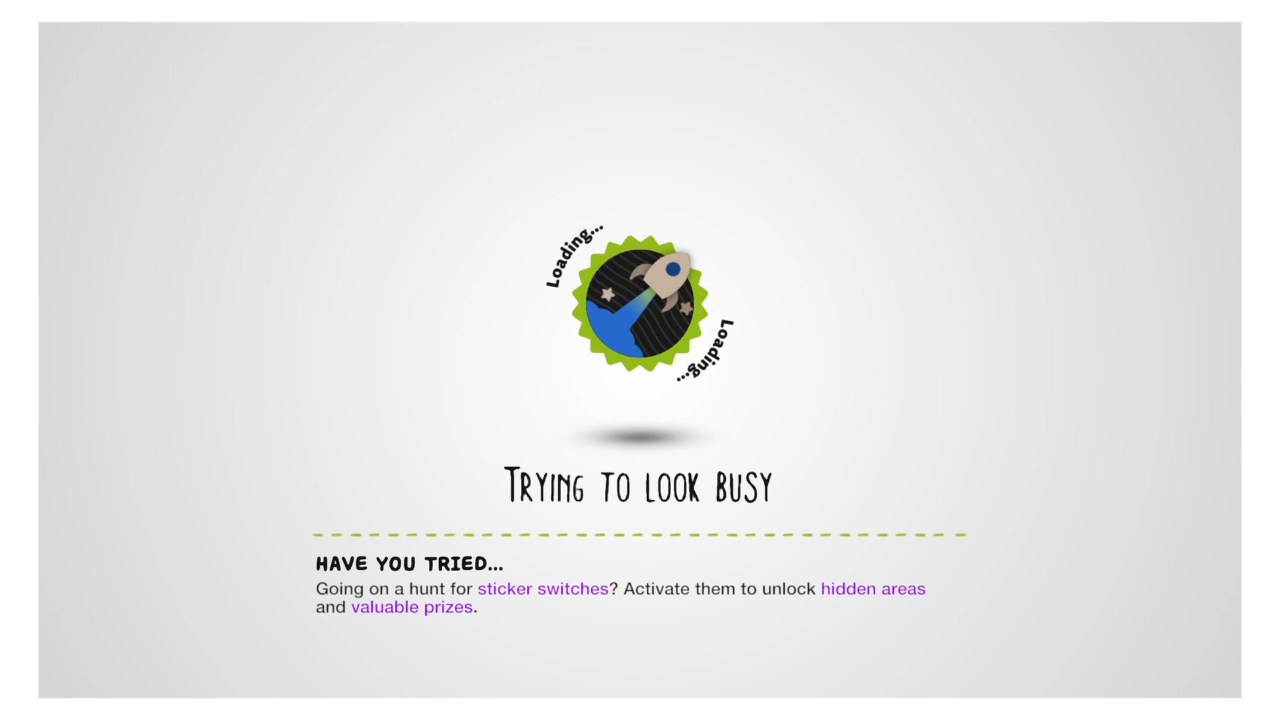 Loading...
Loading...
TRYING TO LOOK BUSY
HAVE YOU TRIED...
Going on a hunt for sticker switches? Activate them to unlock hidden areas
and valuable prizes.